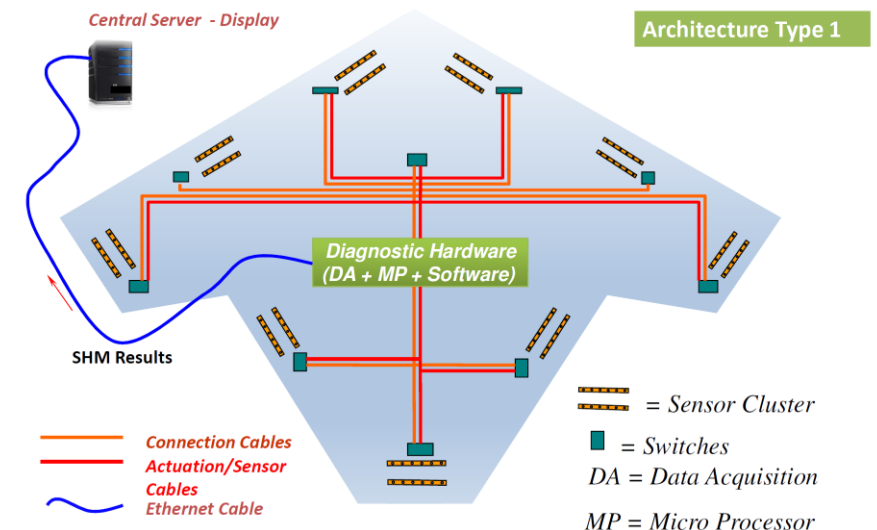 Central Server - Display
Architecture Type 1
Diagnostic Hardware
(DA + MP + Software)
SHM Results
Connection Cables
Actuation/Sensor
Cables
Ethernet Cable
= Sensor Cluster
= Switches
DA = Data Acquisition
MP = Micro Processor